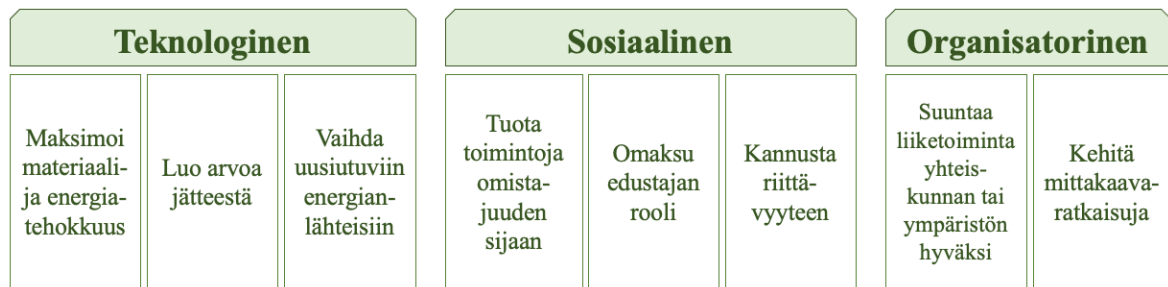 Teknologinen
Maksimoi
materiaali-
ja energia-
tehokkuus
Luo arvoa
jätteestä
Vaihda
uusiutuviin
energian-
lähteisiin
Sosiaalinen
Tuota
toimintoja
omista-
juuden
sijaan
Omaksu
edustajan
rooli
Kannusta
riittä-
vyyteen
Organisatorinen
Suuntaa
liiketoiminta
yhteis-
kunnan tai
ympäristön
hyväksi
Kehitä
mittakaava-
ratkaisuja